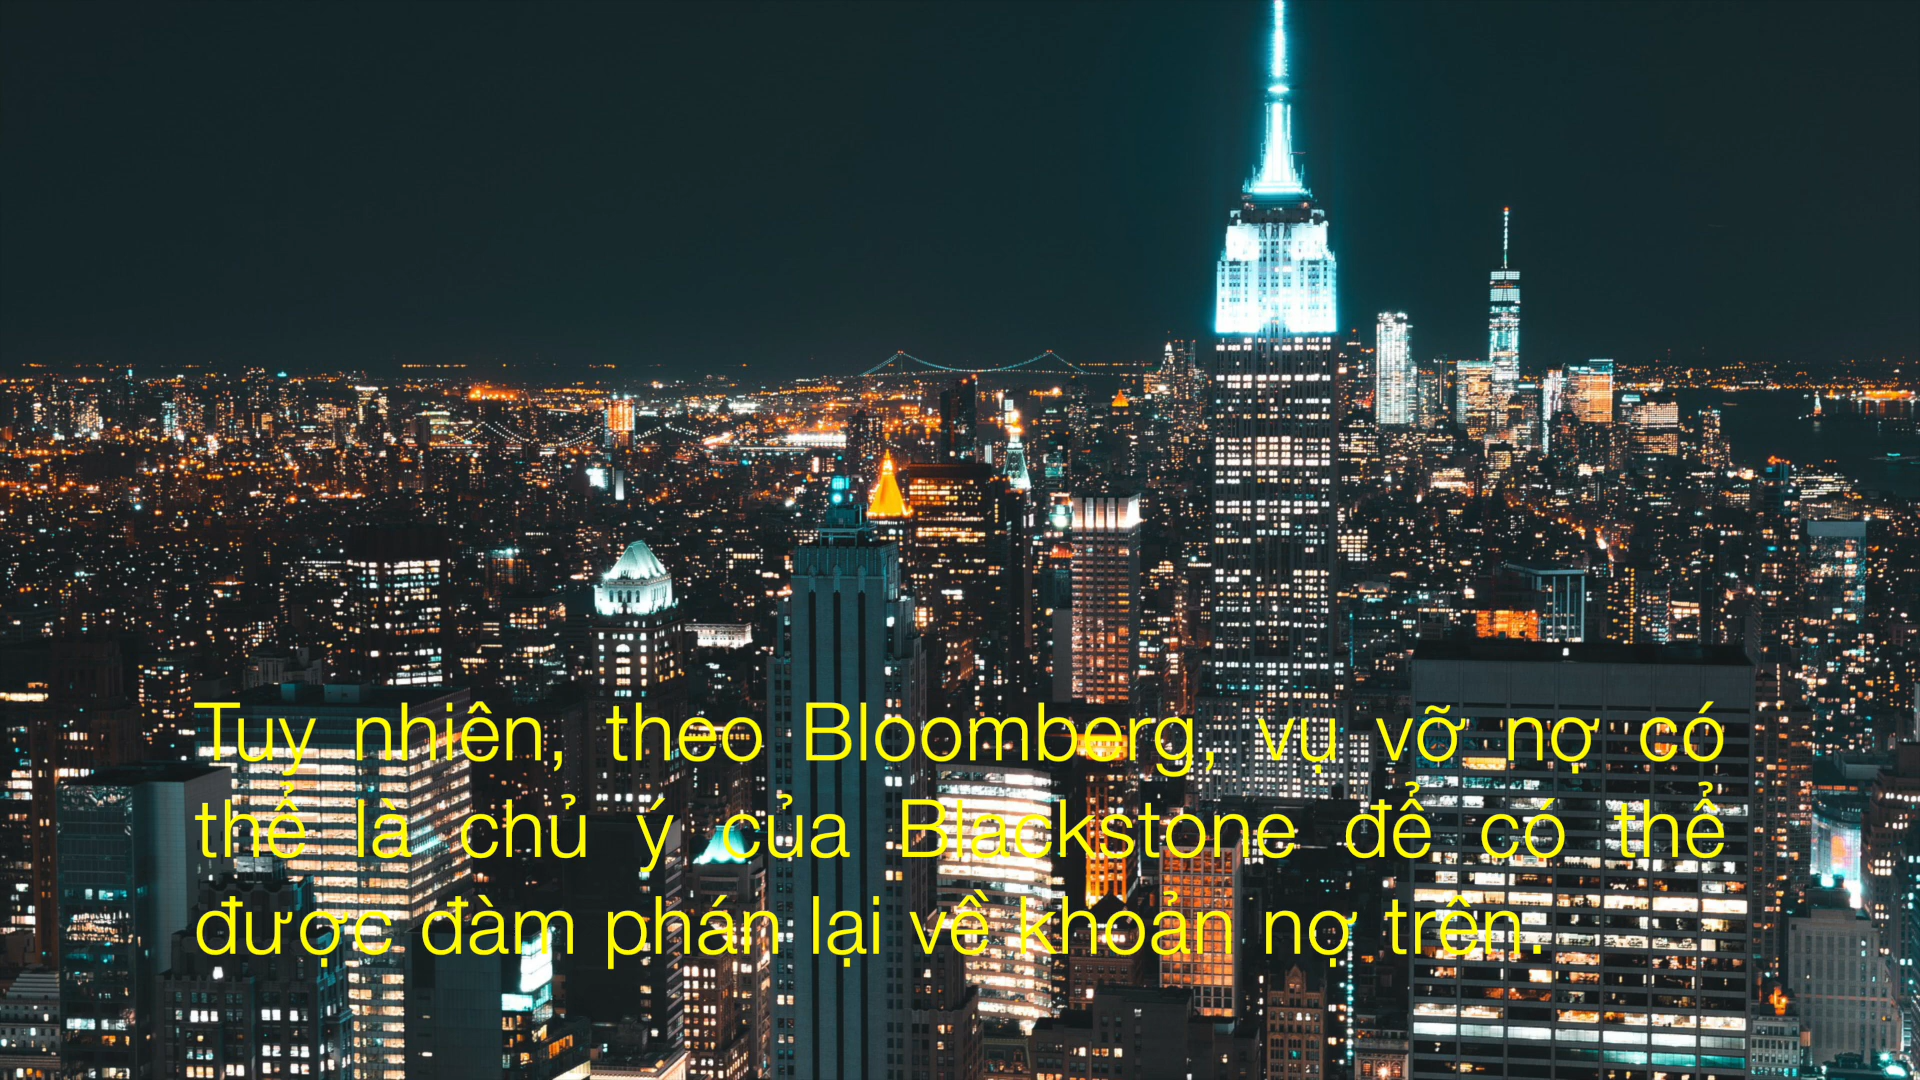 Tuy nhiên, theo Bloomberg, vụ vỡ nợ có
thể là chủ ý của Blackstone để có thể
được đàm phán lại về khoản nợ trên.